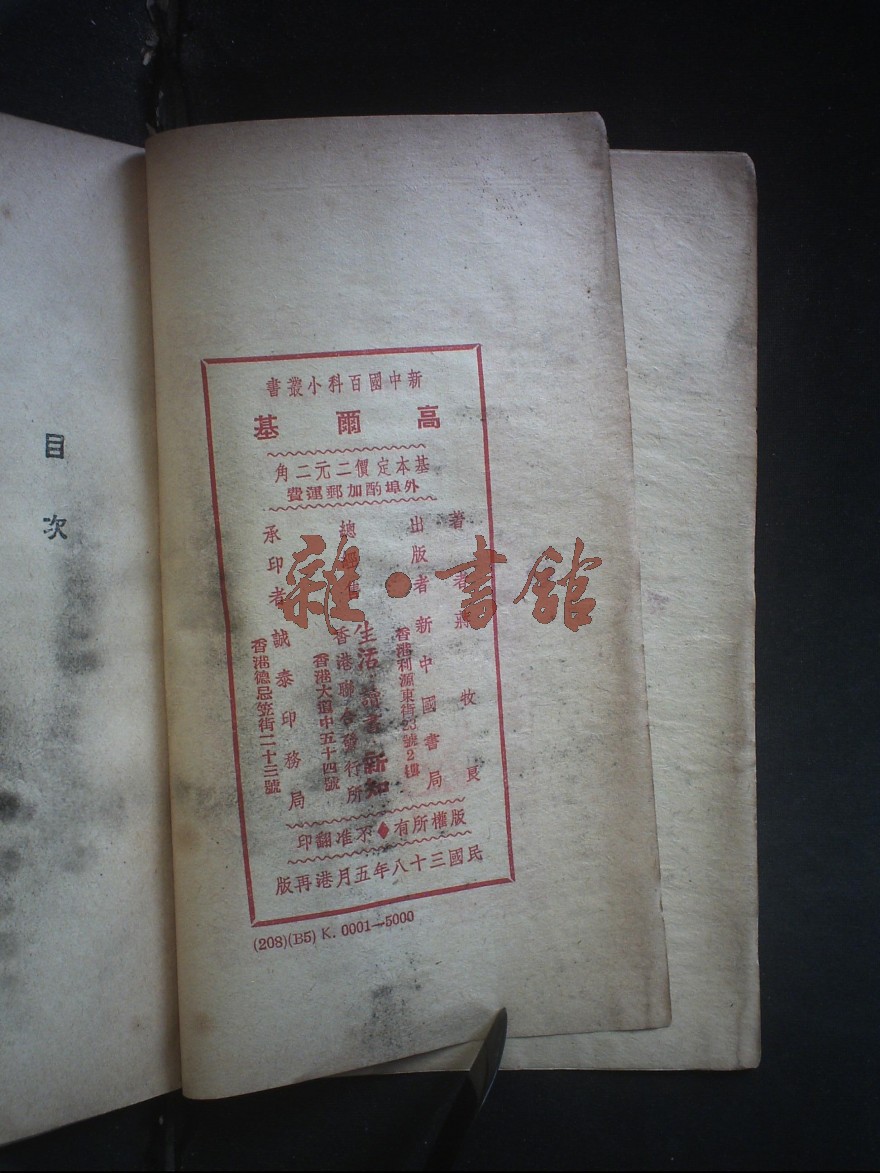 目次
新中國百科小叢書
高爾基
基本定價二元二角
外埠酌加郵運費
著者 蔣牧良
出版者 新中國書局
香港利源東街23號2樓
總經售 生活·讀書·新知
香港聯合發行所
香港大道中五十四號
承印者 誠泰印務局
香港德忌笠街二十三號
版權所有◆不准翻印
民國三十八年五月港再版
(208)(B5) K. 0001—5000
雜·書館